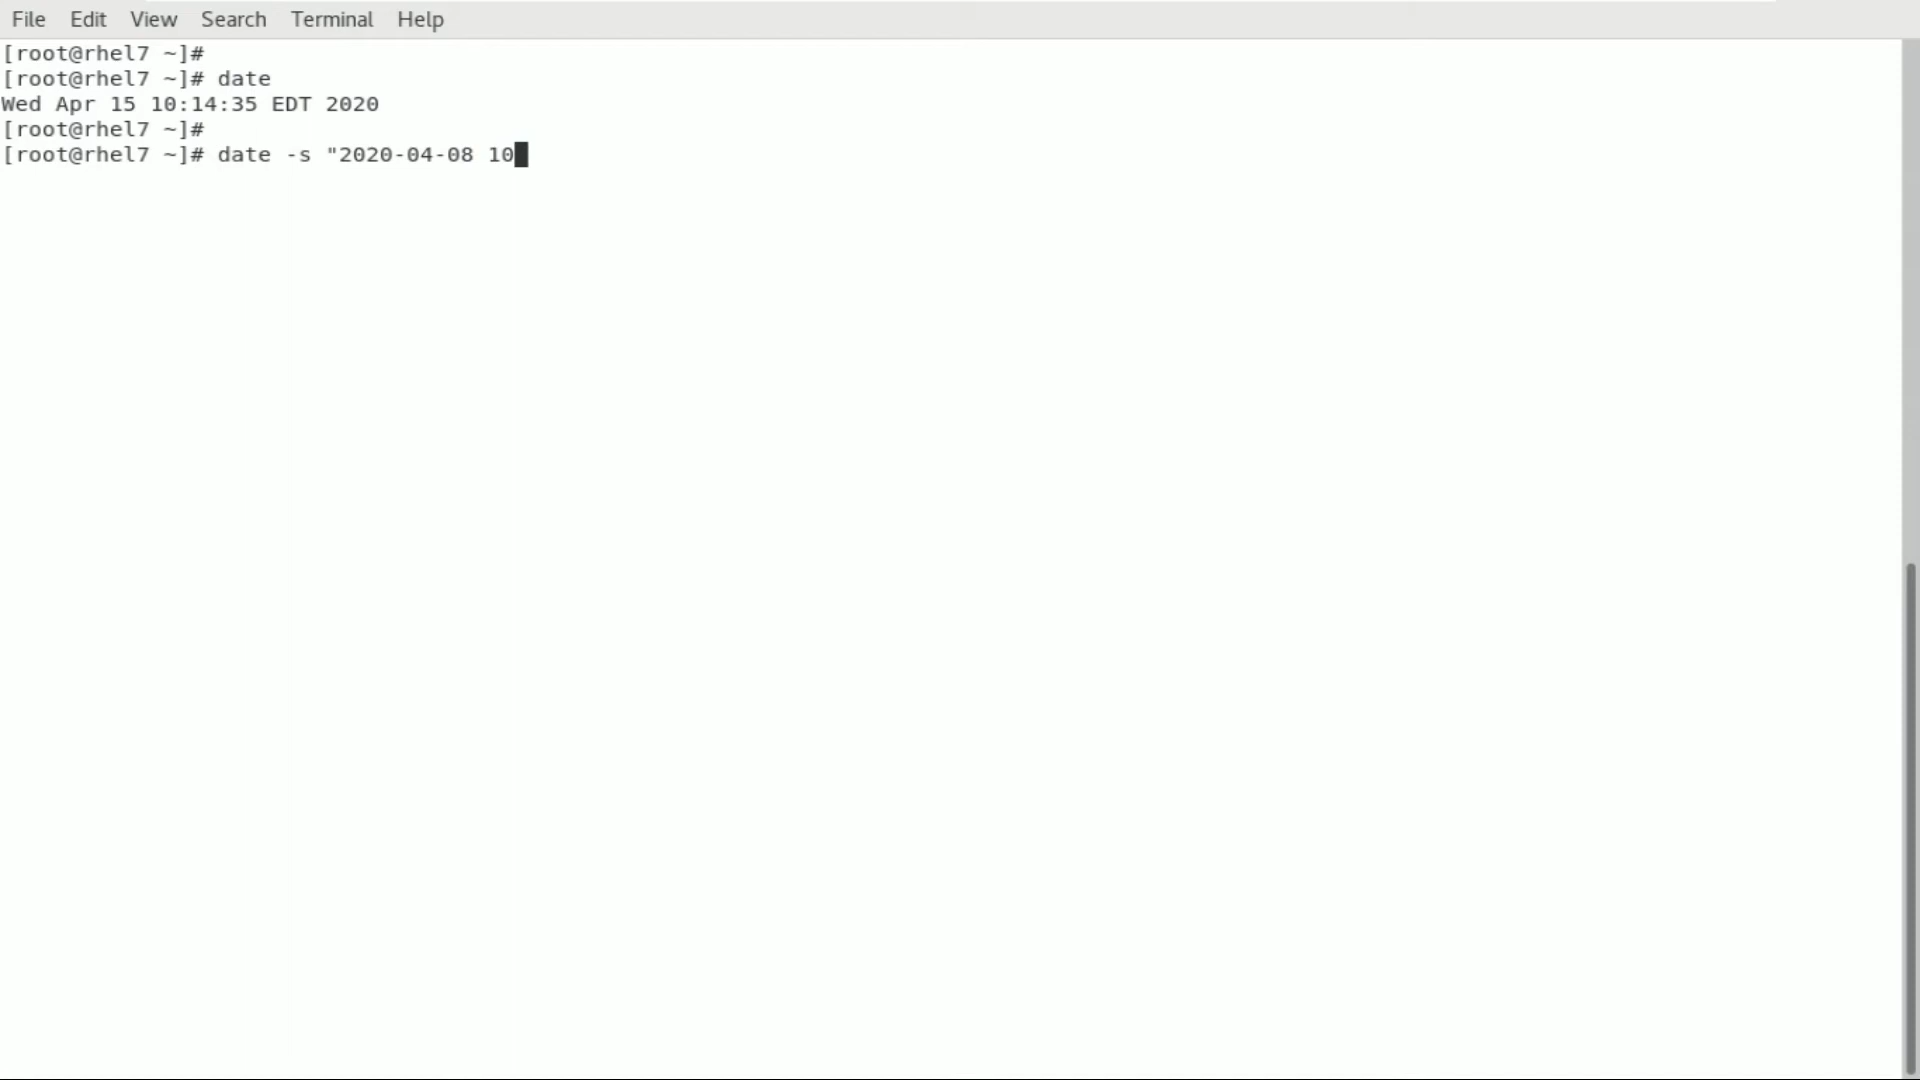 File Edit View Search Terminal Help
[root@rhel7 ~]#
[root@rhel7 ~]# date
Wed Apr 15 10:14:35 EDT 2020
[root@rhel7 ~]#
[root@rhel7 ~]# date -s "2020-04-08 10